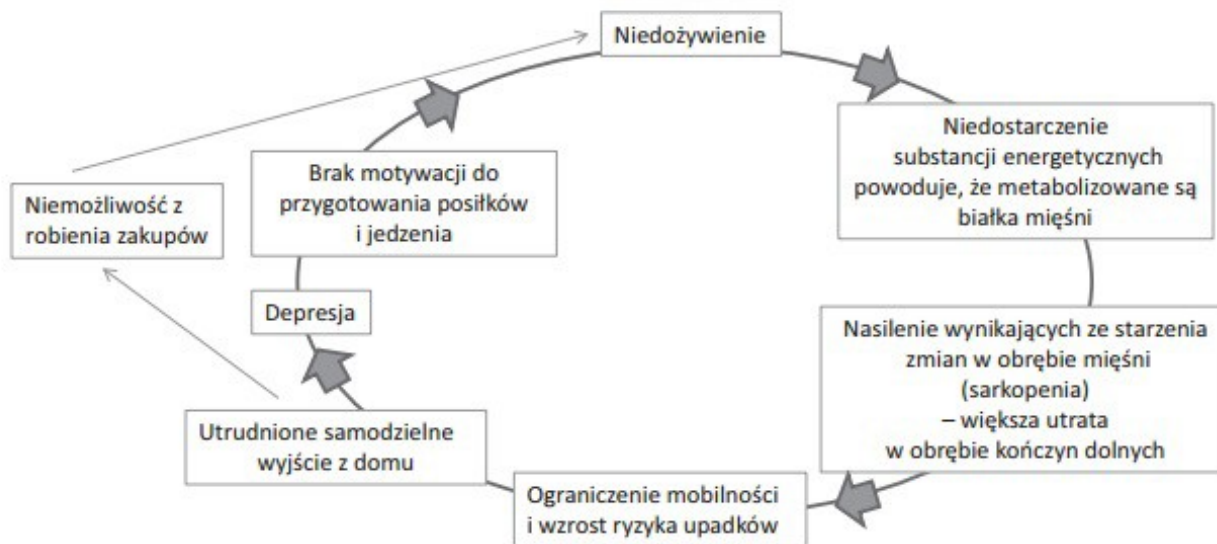 Niedożywienie
Niedostarczenie
substancji energetycznych
powoduje, że metabolizowane są
białka mięśni
Nasilenie wynikających ze starzenia
zmian w obrębie mięśni
(sarkopenia)
– większa utrata
w obrębie kończyn dolnych
Ograniczenie mobilności
i wzrost ryzyka upadków
Utrudnione samodzielne
wyjście z domu
Depresja
Brak motywacji do
przygotowania posiłków
i jedzenia
Niemożliwość z
robienia zakupów